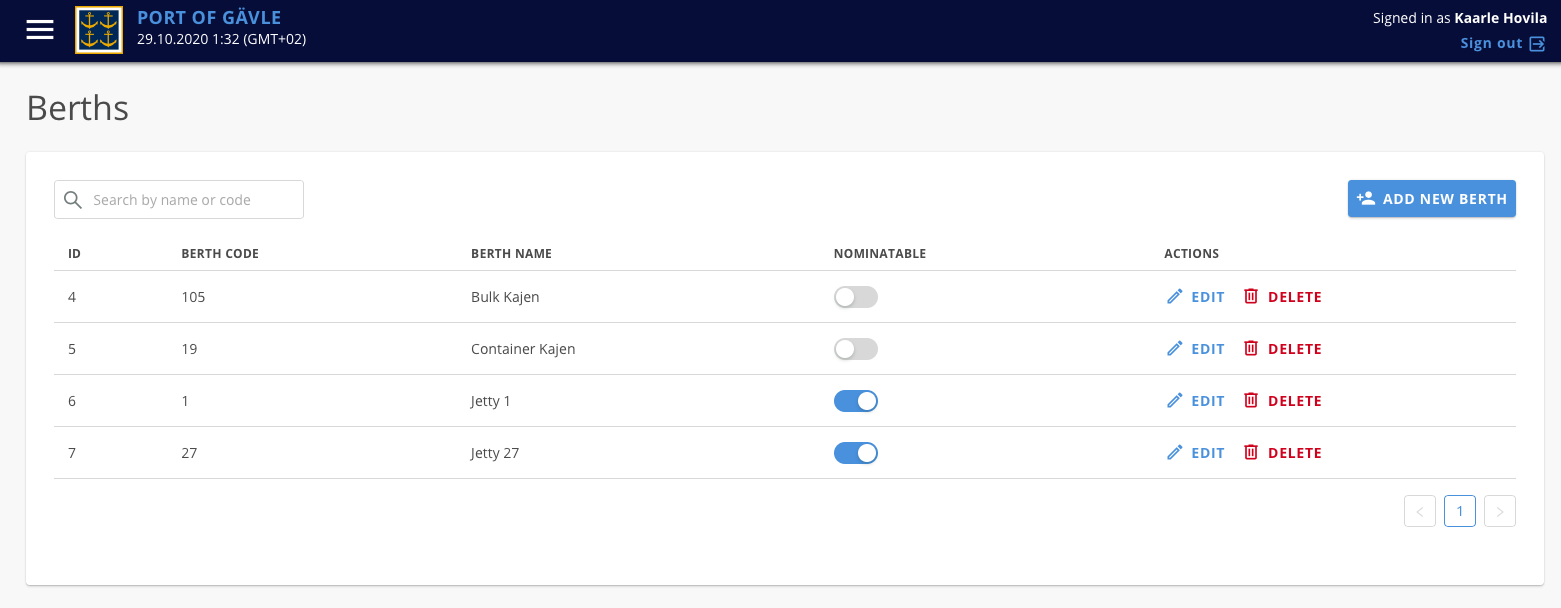 PORT OF GÄVLE
29.10.2020 1:32 (GMT+02)
Signed in as Kaarle Hovila
Sign out
Berths
Search by name or code
ADD NEW BERTH
ID BERTH CODE BERTH NAME NOMINATABLE ACTIONS
4 105 Bulk Kajen EDIT DELETE
5 19 Container Kajen EDIT DELETE
6 1 Jetty 1 EDIT DELETE
7 27 Jetty 27 EDIT DELETE
< 1 >